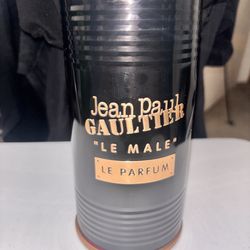 Jean Paul
GAULTIER
"LE MALE"
LE PARFUM